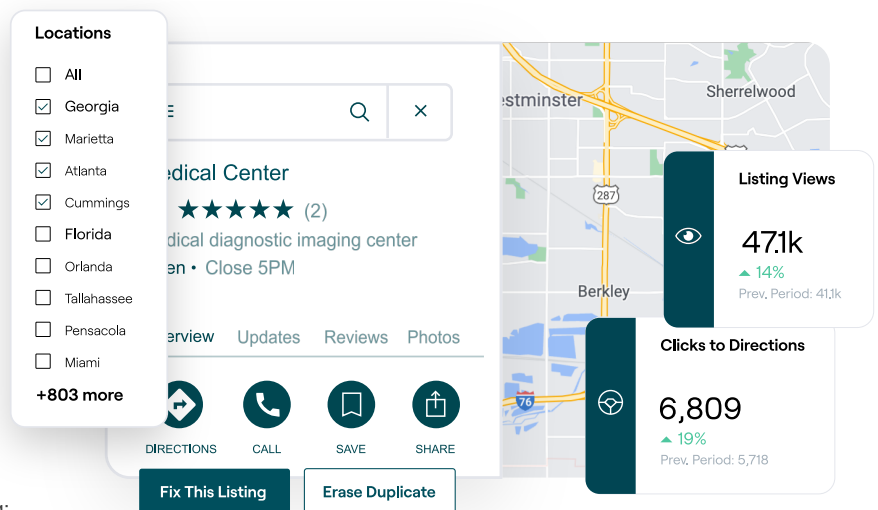 Locations
All
Georgia
Marietta
Atlanta
Cummings
Florida
Orlanda
Tallahassee
Pensacola
Miami
+803 more
edical Center
(2)
dical diagnostic imaging center
en • Close 5PM
erview Updates Reviews Photos
DIRECTIONS CALL SAVE SHARE
Fix This Listing Erase Duplicate
stminster
Sherrelwood
287
Berkley
76
Listing Views
47.1k
14%
Prev. Period: 41,1k
Clicks to Directions
6,809
19%
Prev. Period: 5,718